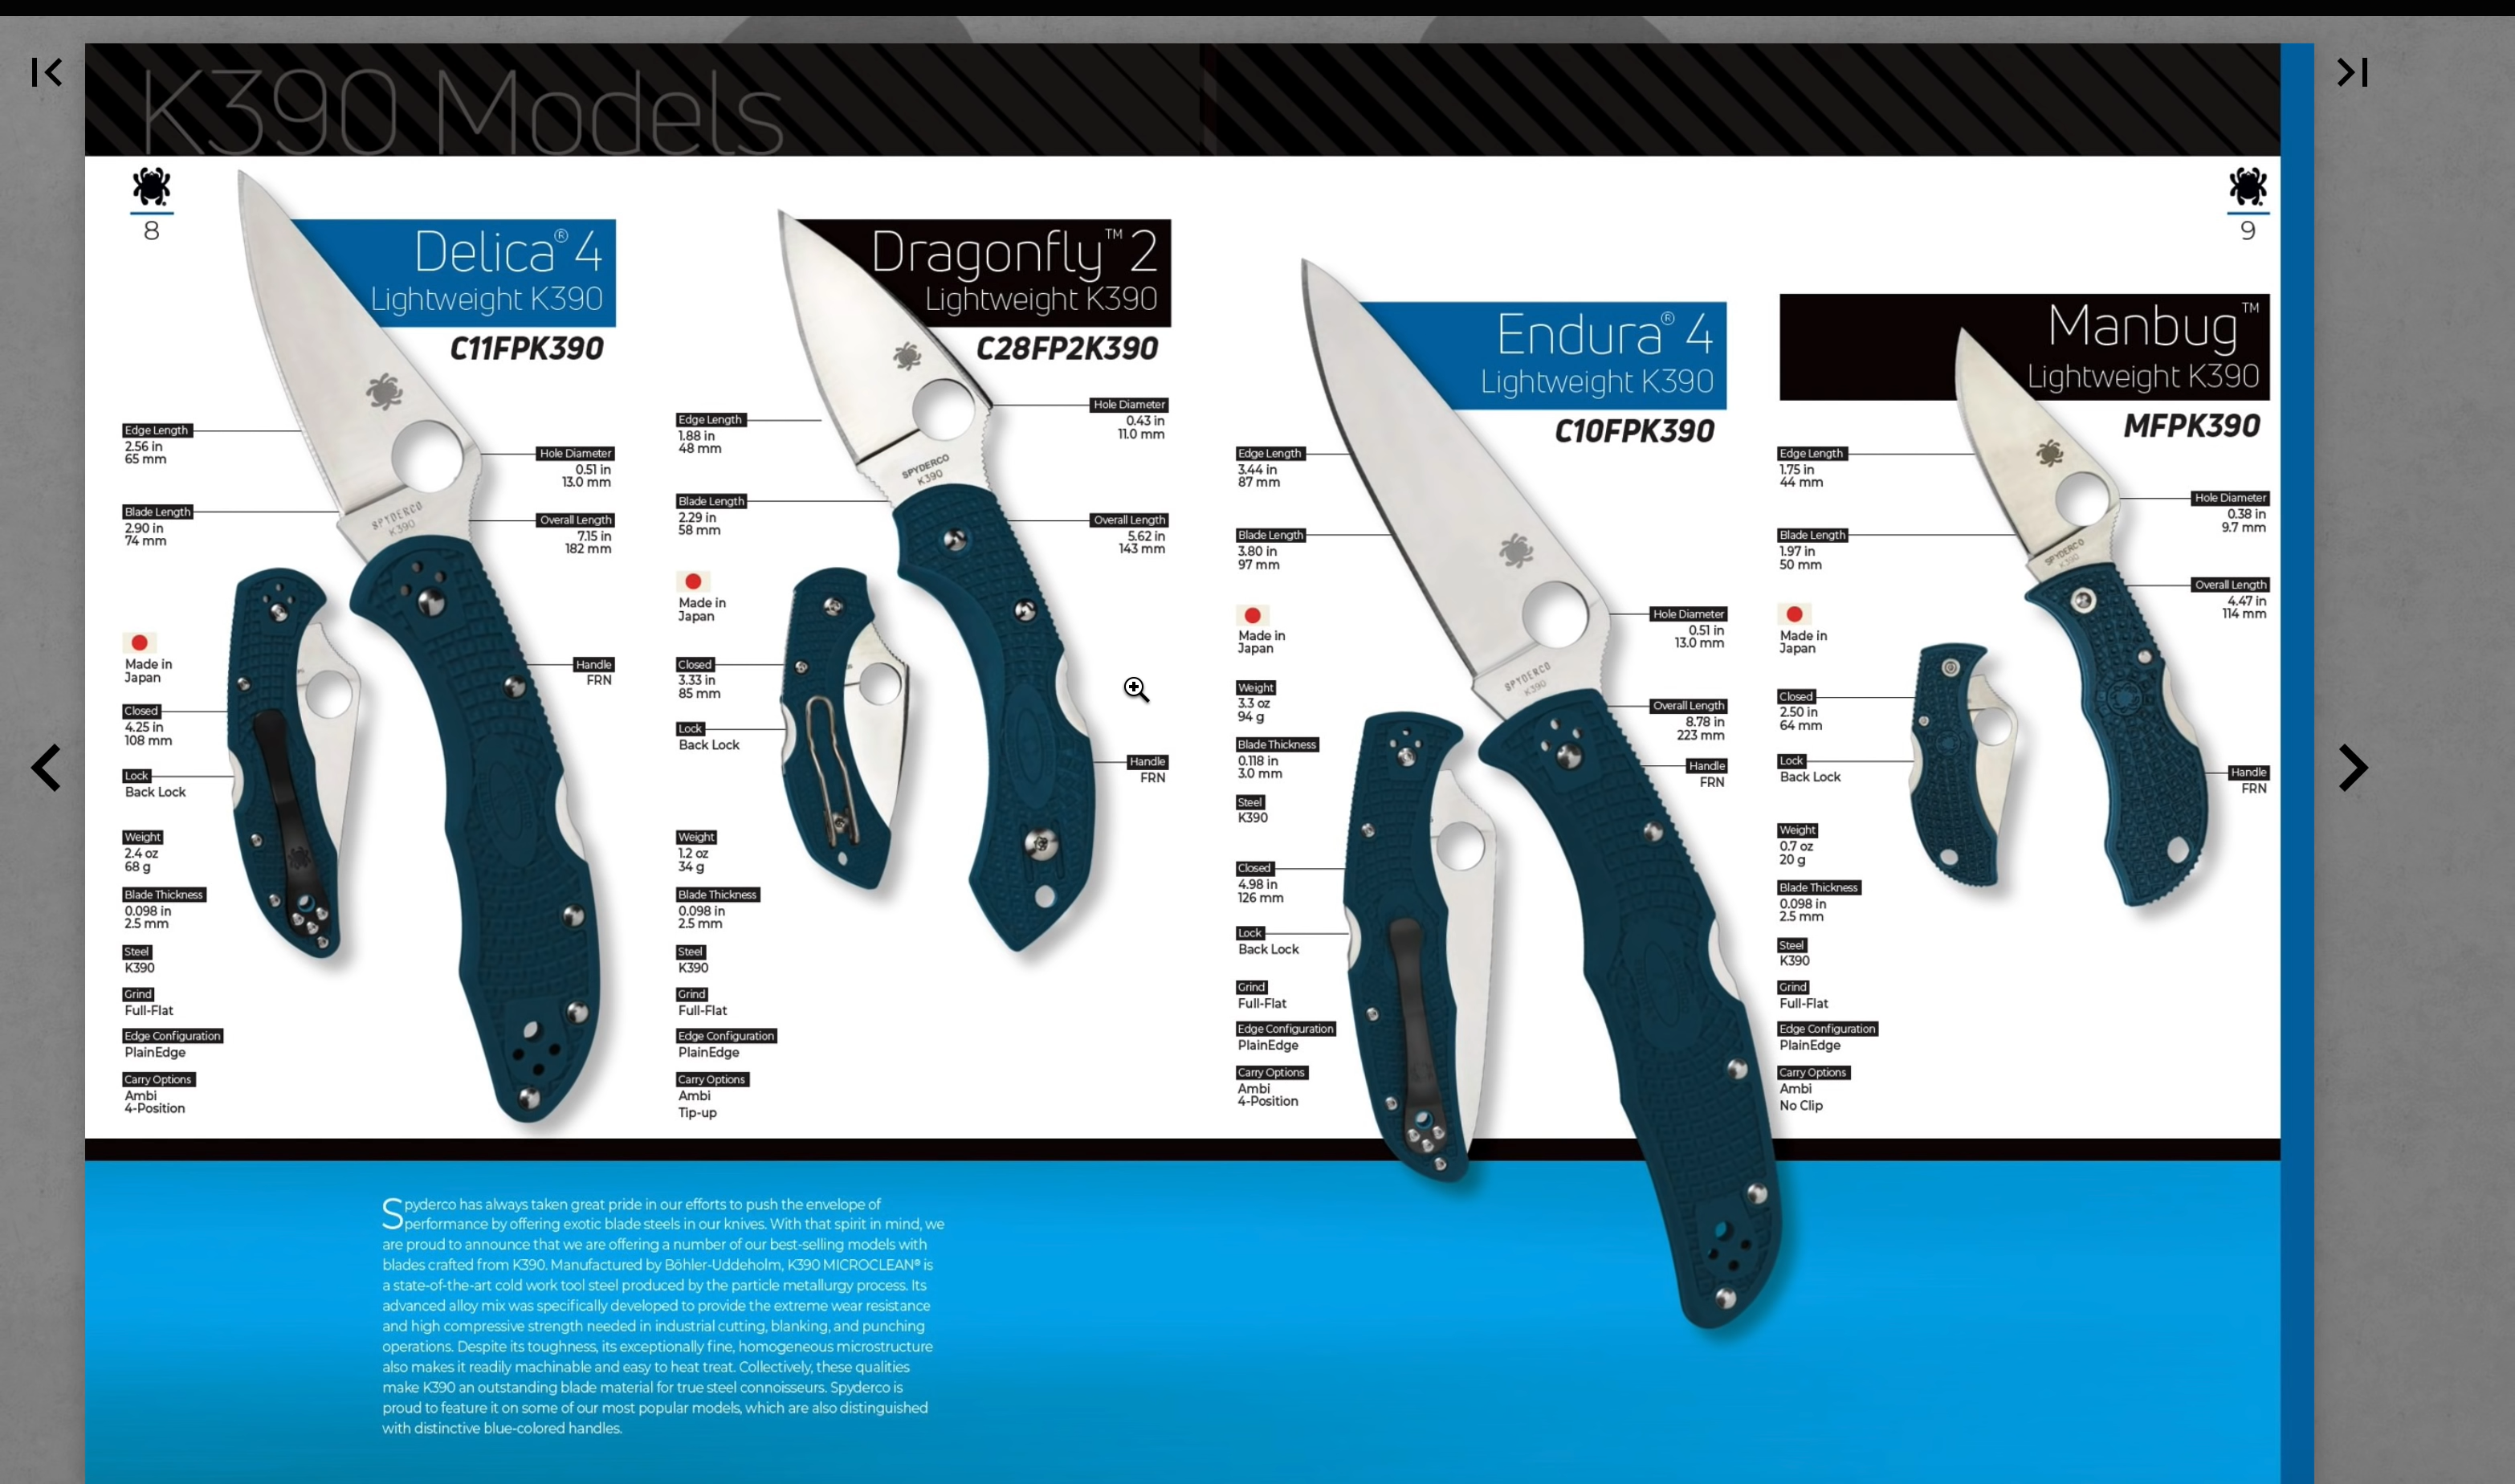 K390 Models
8
Delica® 4
Lightweight K390
C11FPK390
Edge Length
2.56 in
65 mm
Hole Diameter
0.51 in
13.0 mm
Blade Length
2.90 in
74 mm
Overall Length
7.15 in
182 mm
SPYDERCO
K390
Made in
Japan
Handle
FRN
Closed
4.25 in
108 mm
Lock
Back Lock
Weight
2.4 oz
68 g
Blade Thickness
0.098 in
2.5 mm
Steel
K390
Grind
Full-Flat
Edge Configuration
PlainEdge
Carry Options
Ambi
4-Position
Dragonfly™ 2
Lightweight K390
C28FP2K390
Hole Diameter
0.43 in
11.0 mm
Edge Length
1.88 in
48 mm
SPYDERCO
K390
Blade Length
2.29 in
58 mm
Overall Length
5.62 in
143 mm
Made in
Japan
Closed
3.33 in
85 mm
Lock
Back Lock
Handle
FRN
Weight
1.2 oz
34 g
Blade Thickness
0.098 in
2.5 mm
Steel
K390
Grind
Full-Flat
Edge Configuration
PlainEdge
Carry Options
Ambi
Tip-up
Endura® 4
Lightweight K390
C10FPK390
Edge Length
3.44 in
87 mm
Blade Length
3.80 in
97 mm
Made in
Japan
Hole Diameter
0.51 in
13.0 mm
SPYDERCO
K390
Weight
3.3 oz
94 g
Overall Length
8.78 in
223 mm
Blade Thickness
0.118 in
3.0 mm
Handle
FRN
Steel
K390
Closed
4.98 in
126 mm
Lock
Back Lock
Grind
Full-Flat
Edge Configuration
PlainEdge
Carry Options
Ambi
4-Position
9
Manbug™
Lightweight K390
MFPK390
Edge Length
1.75 in
44 mm
Hole Diameter
0.38 in
9.7 mm
Blade Length
1.97 in
50 mm
SPYDERCO
K390
Overall Length
4.47 in
114 mm
Made in
Japan
Closed
2.50 in
64 mm
Lock
Back Lock
Handle
FRN
Weight
0.7 oz
20 g
Blade Thickness
0.098 in
2.5 mm
Steel
K390
Grind
Full-Flat
Edge Configuration
PlainEdge
Carry Options
Ambi
No Clip
Spyderco has always taken great pride in our efforts to push the envelope of
performance by offering exotic blade steels in our knives. With that spirit in mind, we
are proud to announce that we are offering a number of our best-selling models with
blades crafted from K390. Manufactured by Böhler-Uddeholm, K390 MICROCLEAN® is
a state-of-the-art cold work tool steel produced by the particle metallurgy process. Its
advanced alloy mix was specifically developed to provide the extreme wear resistance
and high compressive strength needed in industrial cutting, blanking, and punching
operations. Despite its toughness, its exceptionally fine, homogeneous microstructure
also makes it readily machinable and easy to heat treat. Collectively, these qualities
make K390 an outstanding blade material for true steel connoisseurs. Spyderco is
proud to feature it on some of our most popular models, which are also distinguished
with distinctive blue-colored handles.